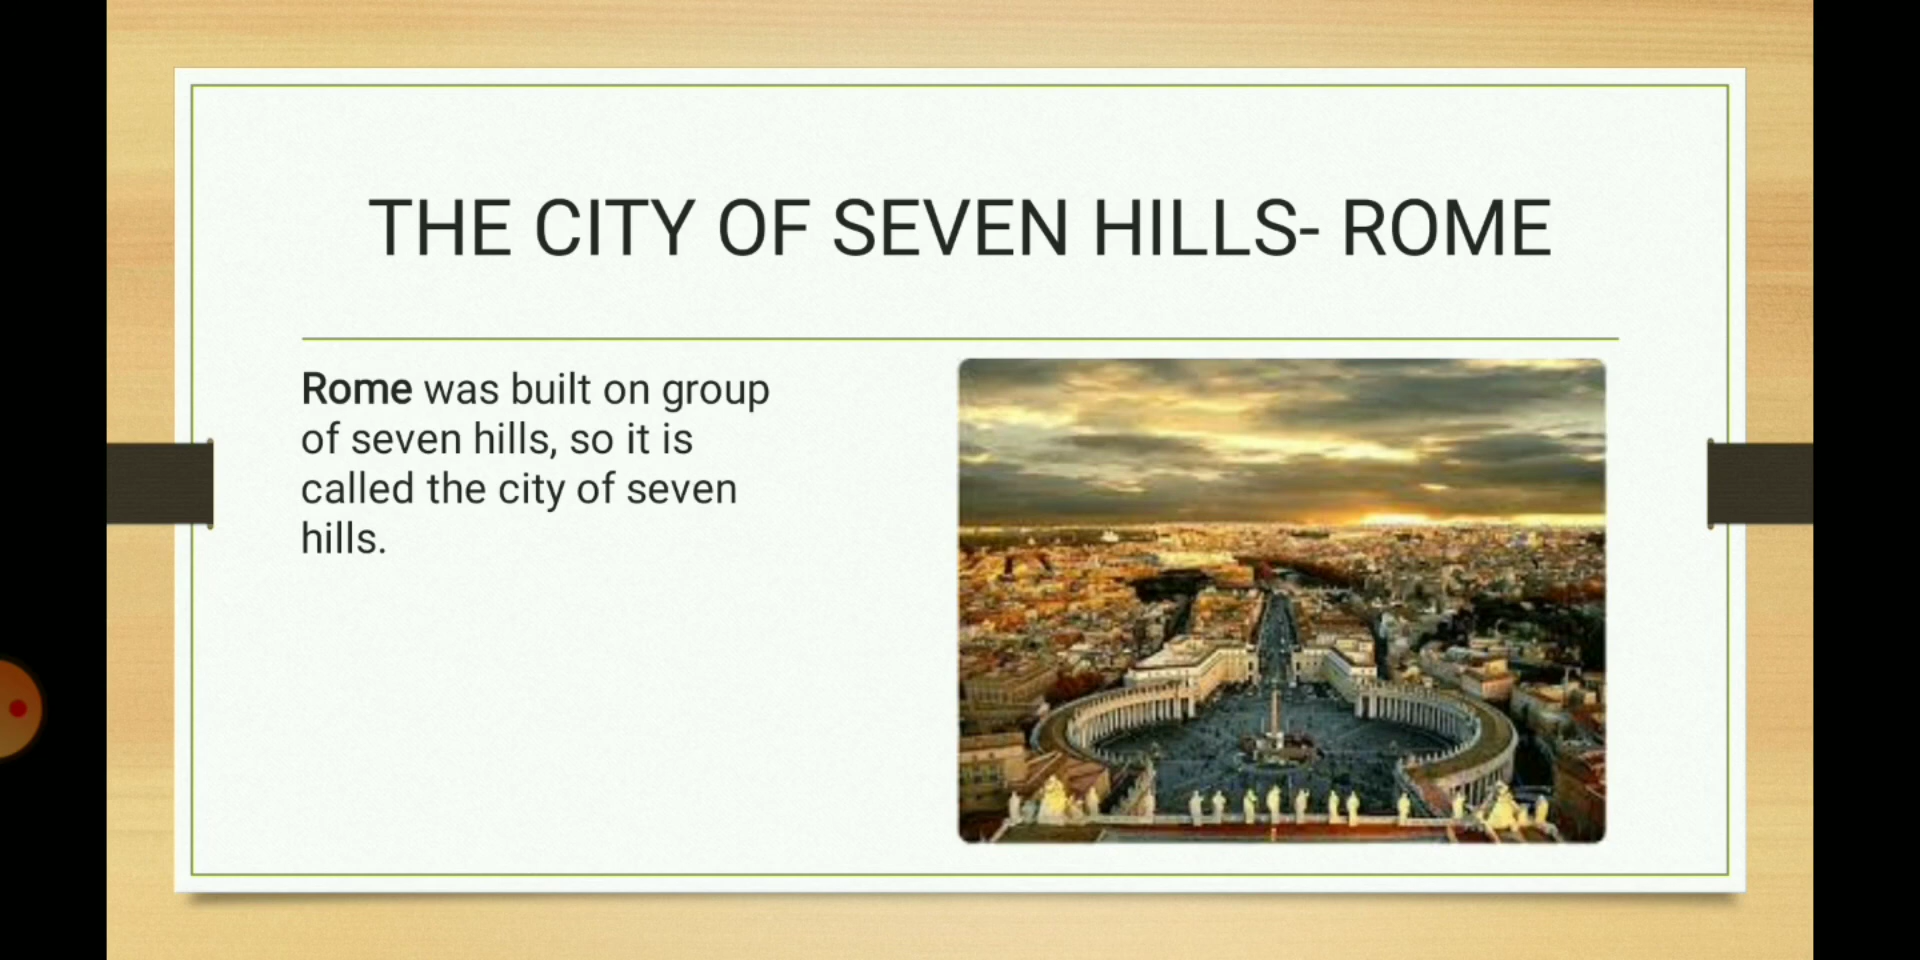 THE CITY OF SEVEN HILLS- ROME
Rome was built on group
of seven hills, so it is
called the city of seven
hills.